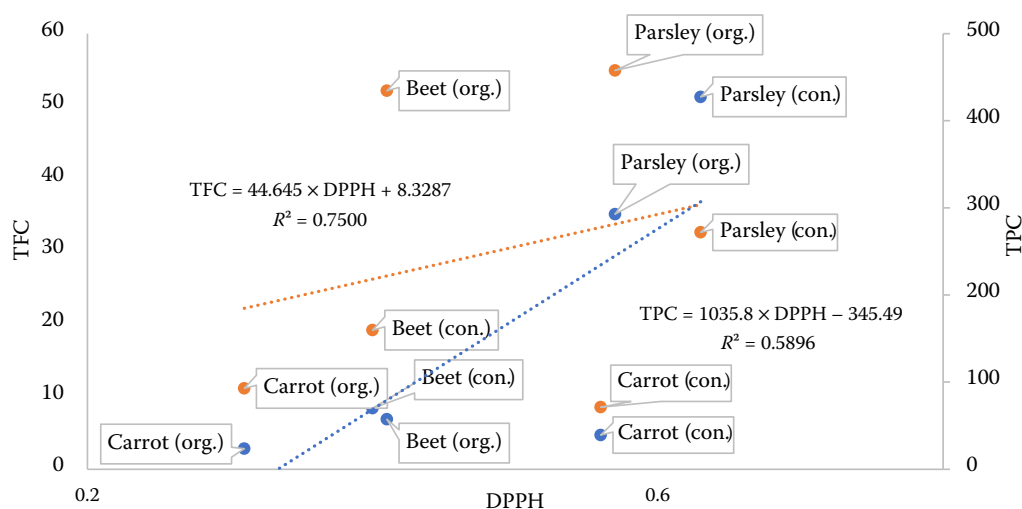 60
500
Parsley (org.)
Beet (org.)
Parsley (con.)
50
400
40
Parsley (org.)
TFC = 44.645 × DPPH + 8.3287
R² = 0.7500
300
30
TFC
Parsley (con.)
TPC
200
20
Beet (con.)
TPC = 1035.8 × DPPH – 345.49
R² = 0.5896
10
Carrot (org.)
Beet (con.)
Carrot (con.)
100
Carrot (org.)
Beet (org.)
Carrot (con.)
0
0
0.2
DPPH
0.6